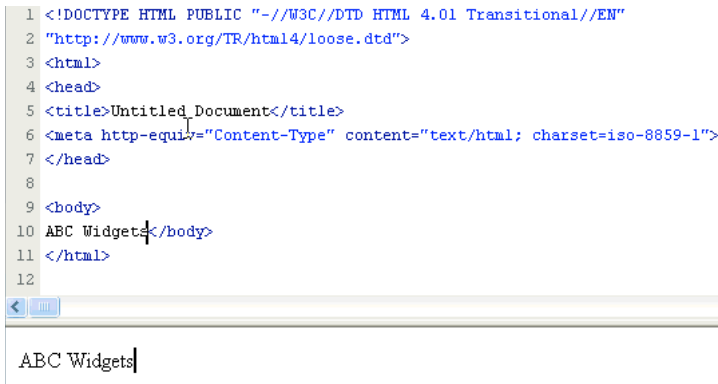 1 <!DOCTYPE HTML PUBLIC "-//W3C//DTD HTML 4.01 Transitional//EN"
2 "http://www.w3.org/TR/html4/loose.dtd">
3 <html>
4 <head>
5 <title>Untitled Document</title>
6 <meta http-equiv="Content-Type" content="text/html; charset=iso-8859-1">
7 </head>
8
9 <body>
10 ABC Widgets</body>
11 </html>
12
ABC Widgets